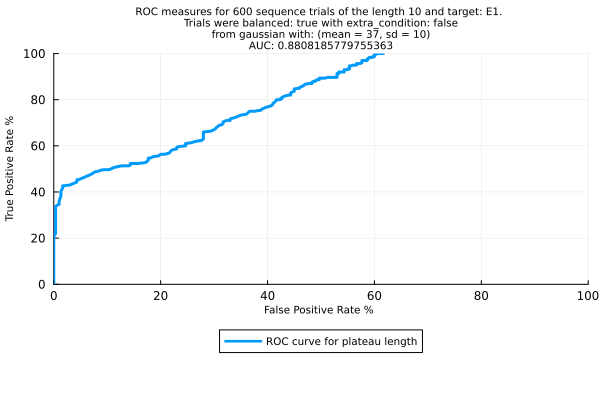 ROC measures for 600 sequence trials of the length 10 and target: E1.
Trials were balanced: true with extra_condition: false
from gaussian with: (mean = 37, sd = 10)
AUC: 0.8808185779755363
100
80
60
40
20
0
True Positive Rate %
0 20 40 60 80 100
False Positive Rate %
ROC curve for plateau length